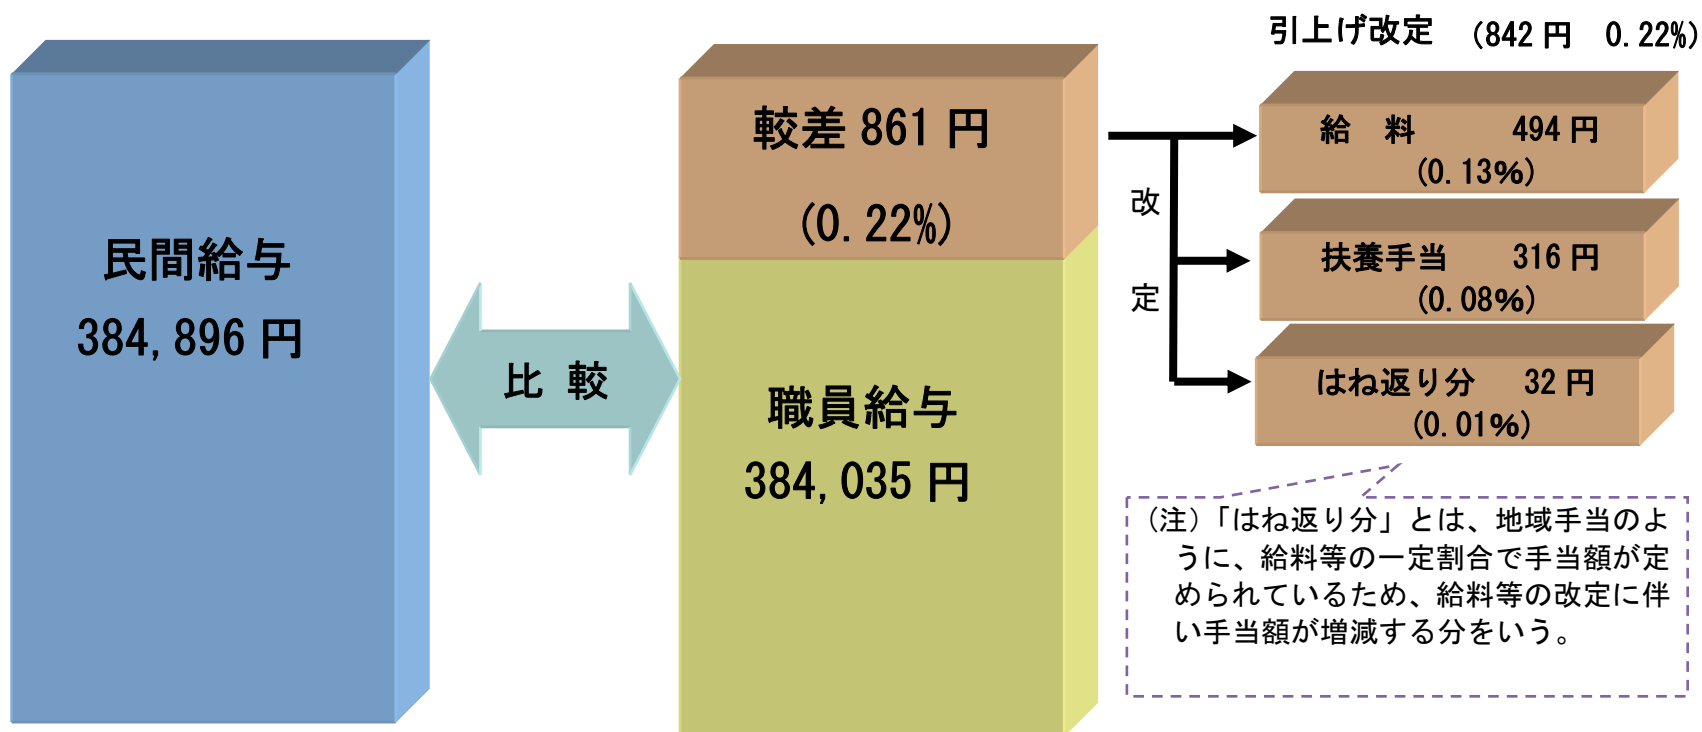 民間給与
384,896 円
比 較
較差 861 円
(0.22%)
職員給与
384,035 円
改
定
引上げ改定 (842 円 0.22%)
給 料 494 円
(0.13%)
扶養手当 316 円
(0.08%)
はね返り分 32 円
(0.01%)
(注)「はね返り分」とは、地域手当のよ
うに、給料等の一定割合で手当額が定
められているため、給料等の改定に伴
い手当額が増減する分をいう。